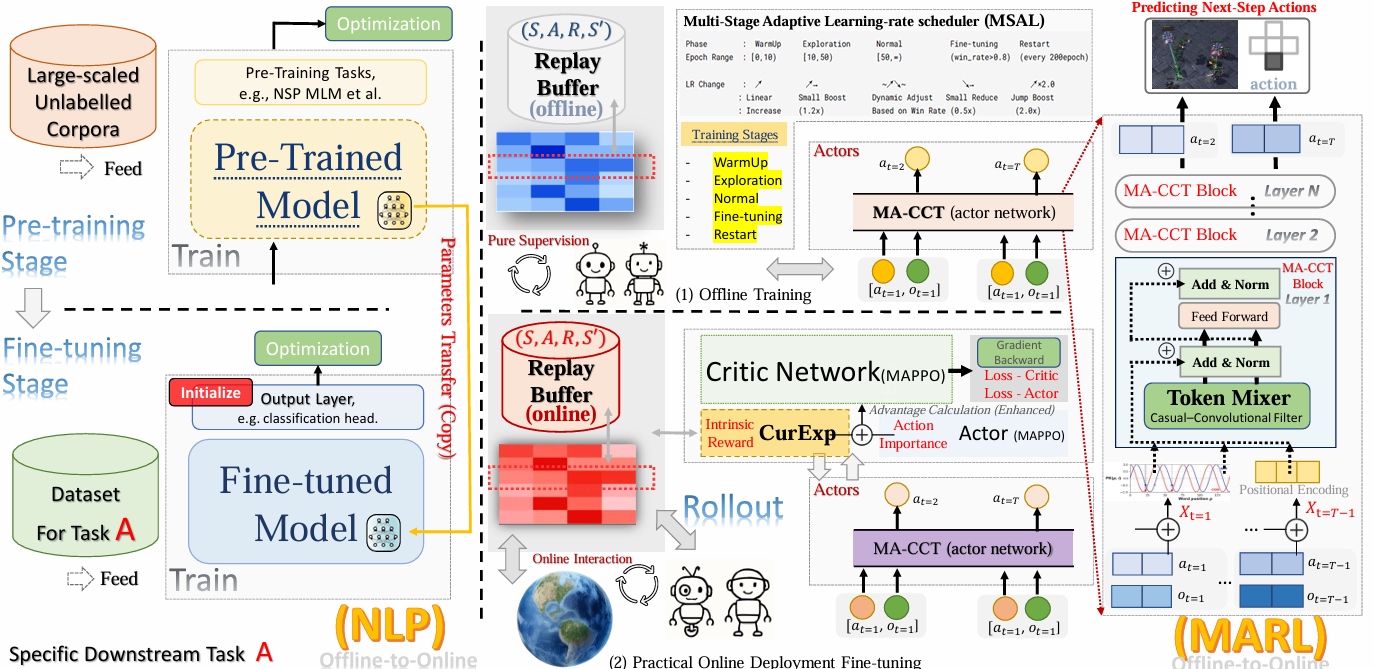 Large-scaled
Unlabelled
Corpora
Feed
Pre-training
Stage
Fine-tuning
Stage
Dataset
For Task A
Feed
Specific Downstream Task A
Optimization
Pre-Training Tasks,
e.g., NSP MLM et al.
Pre-Trained
Model
Train
Parameters Transfer (Copy)
Optimization
Initialize
Output Layer,
e.g. classification head.
Fine-tuned
Model
Train
(NLP)
Offline-to-Online
(S, A, R, S′)
Replay
Buffer
(offline)
Pure Supervision
Multi-Stage Adaptive Learning-rate scheduler (MSAL)
Phase : WarmUp Exploration Normal Fine-tuning Restart
Epoch Range : [0,10) [10,50) [50,∞) (win_rate>0.8) (every 200epoch)
LR Change : ↗ ↗→ ~↗↘~ ↘→ ↗×2.0
: Linear Small Boost Dynamic Adjust Small Reduce Jump Boost
: Increase (1.2x) Based on Win Rate (0.5x) (2.0x)
Training Stages
- WarmUp
- Exploration
- Normal
- Fine-tuning
- Restart
Actors
a_{t=2} a_{t=T}
MA-CCT (actor network)
[a_{t=1}, o_{t=1}] [a_{t=1}, o_{t=1}]
(1) Offline Training
(S, A, R, S′)
Replay
Buffer
(online)
Online Interaction
Rollout
Critic Network(MAPPO)
Gradient
Backward
Loss - Critic
Loss - Actor
Advantage Calculation (Enhanced)
Intrinsic
Reward
CurExp
Action
Importance
Actor (MAPPO)
Actors
a_{t=2} a_{t=T}
MA-CCT (actor network)
[a_{t=1}, o_{t=1}] [a_{t=1}, o_{t=1}]
(2) Practical Online Deployment Fine-tuning
Predicting Next-Step Actions
action
a_{t=2} a_{t=T}
MA-CCT Block Layer N
MA-CCT Block Layer 2
MA-CCT
Block
Layer 1
Add & Norm
Feed Forward
Add & Norm
Token Mixer
Casual–Convolutional Filter
Word position p
Positional Encoding
X_{t=1} X_{t=T−1}
...
a_{t=1} a_{t=T−1}
...
o_{t=1} o_{t=T−1}
(MARL)
Offline-to-Online